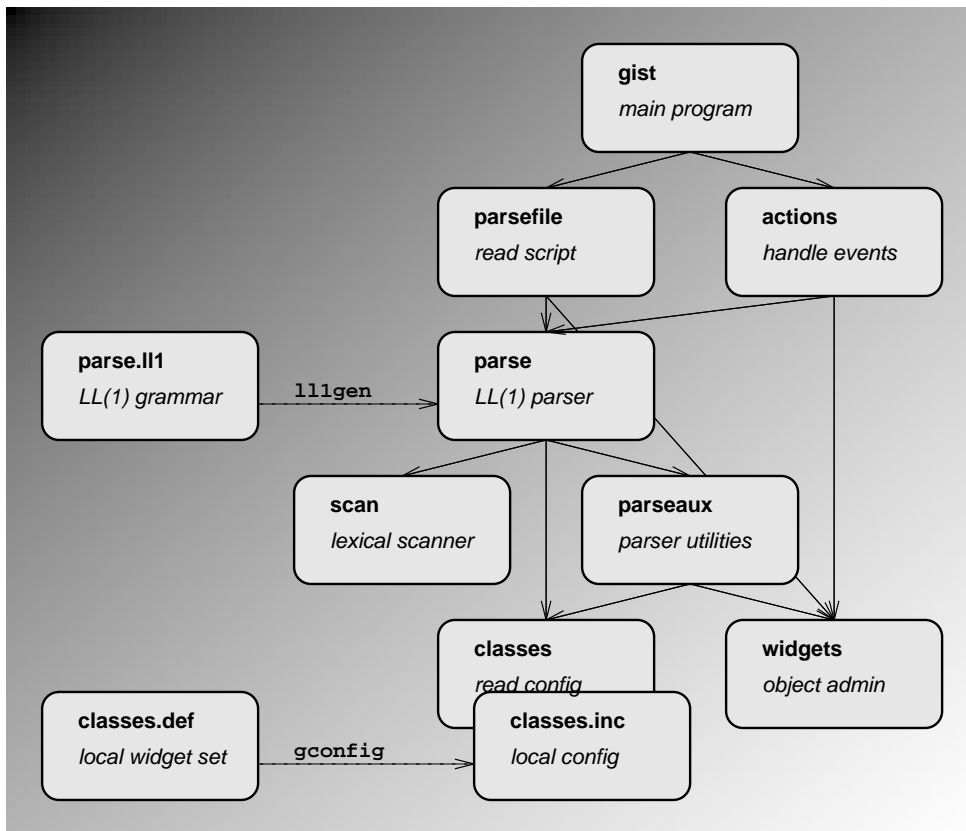 gist
main program
parsefile
read script
actions
handle events
parse.ll1
LL(1) grammar
ll1gen
parse
LL(1) parser
scan
lexical scanner
parseaux
parser utilities
classes
read config
widgets
object admin
classes.def
local widget set
gconfig
classes.inc
local config